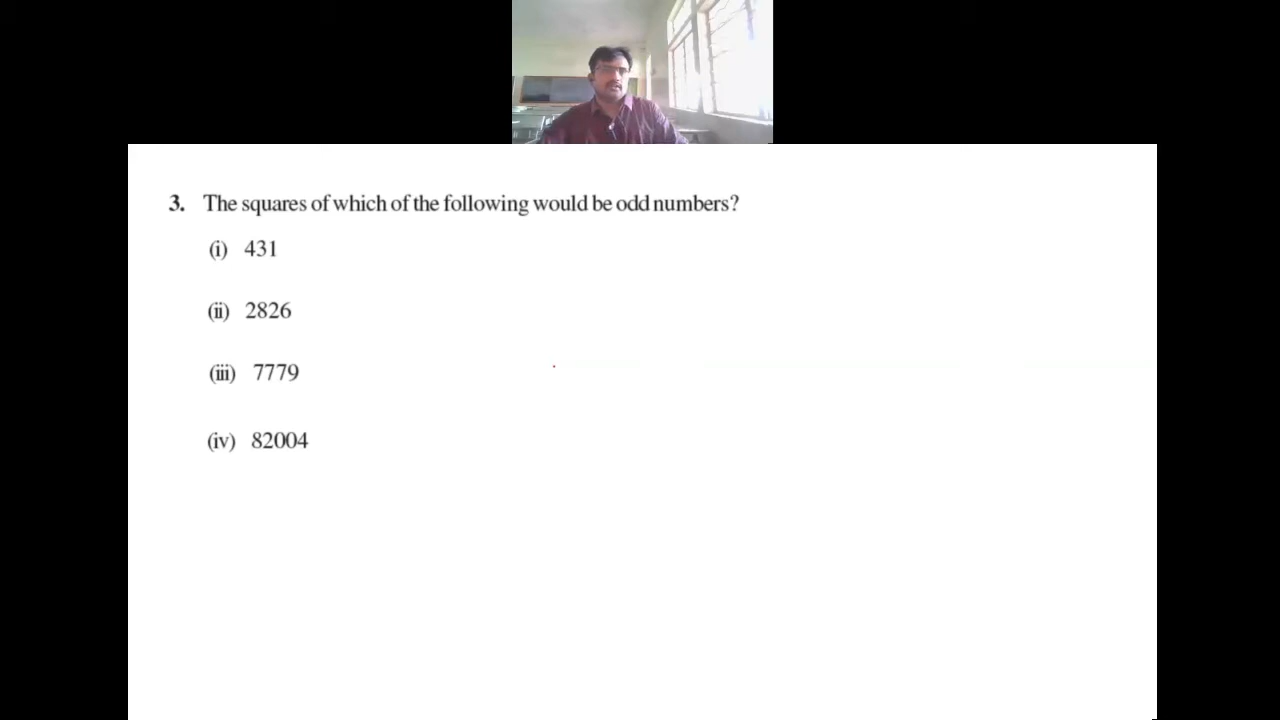 3. The squares of which of the following would be odd numbers?
(i) 431
(ii) 2826
(iii) 7779
(iv) 82004